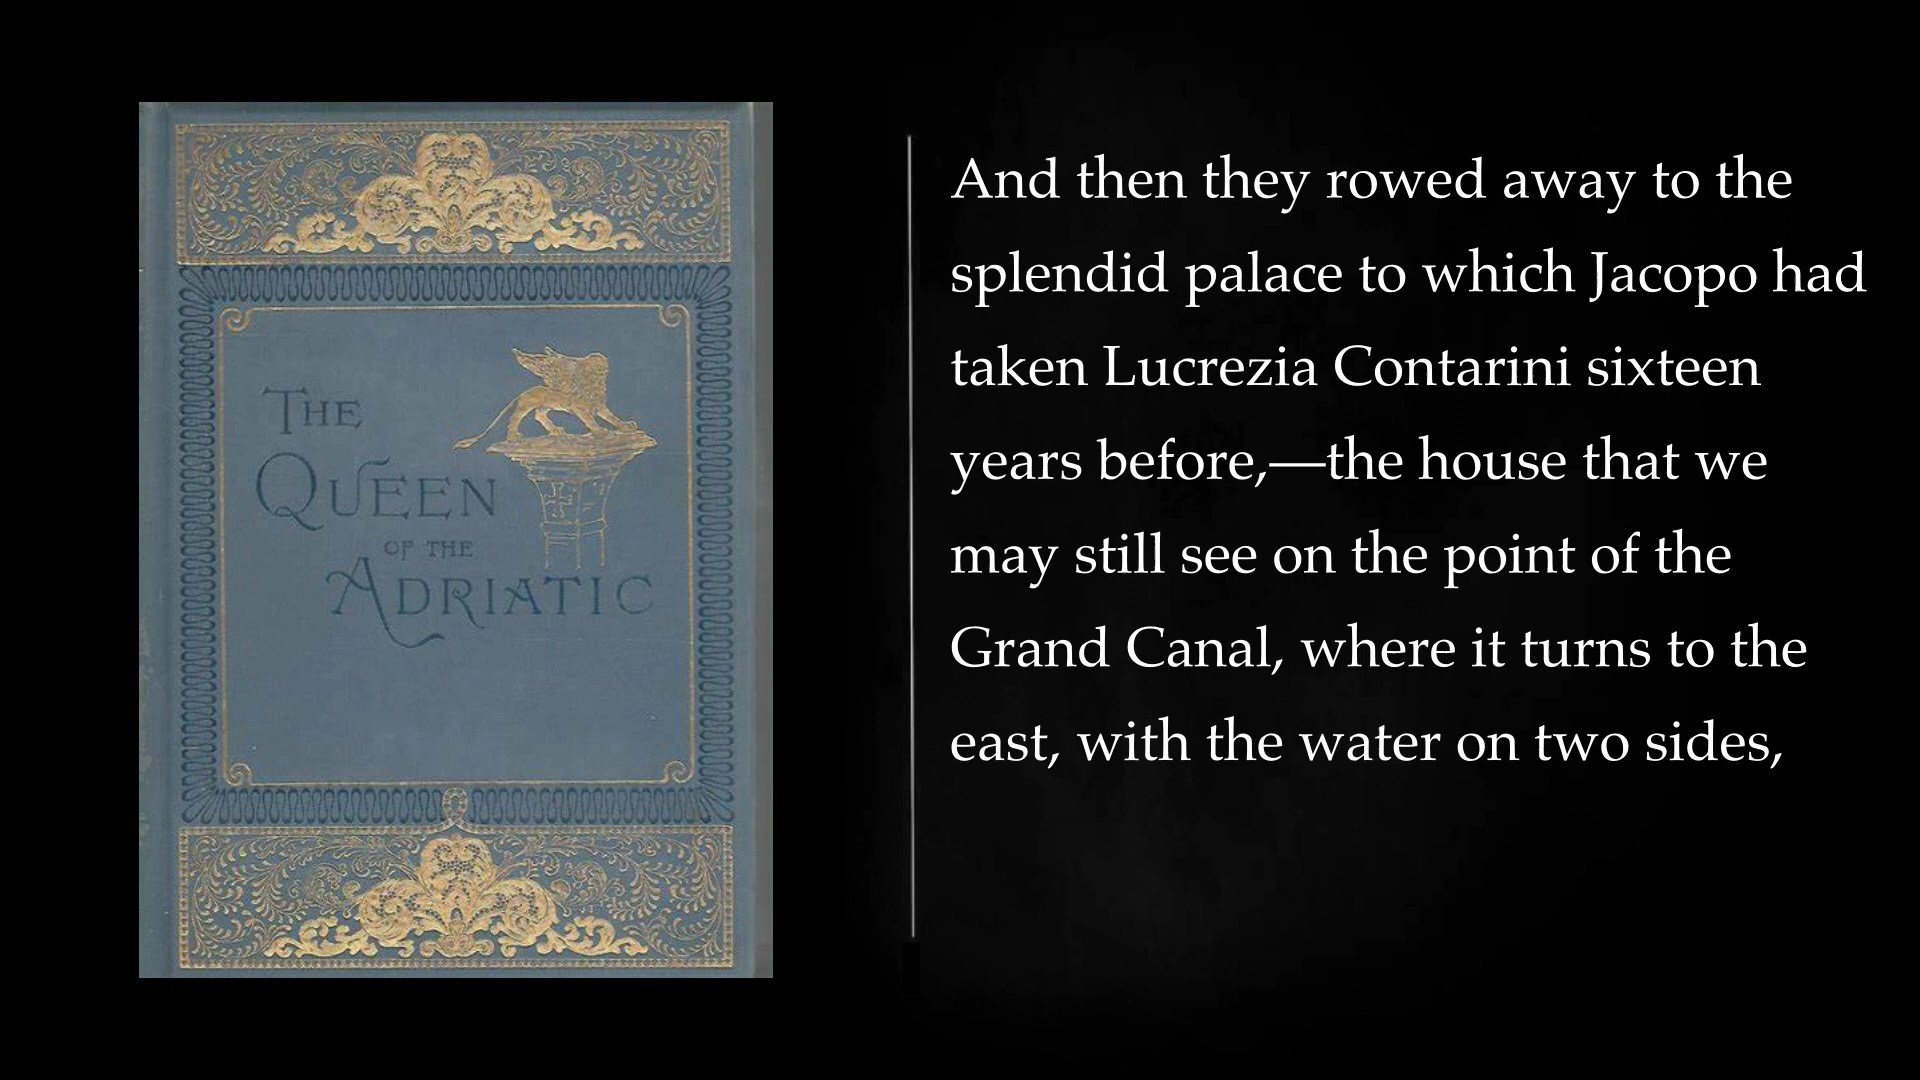 The
Queen
of the
Adriatic
And then they rowed away to the
splendid palace to which Jacopo had
taken Lucrezia Contarini sixteen
years before,—the house that we
may still see on the point of the
Grand Canal, where it turns to the
east, with the water on two sides,